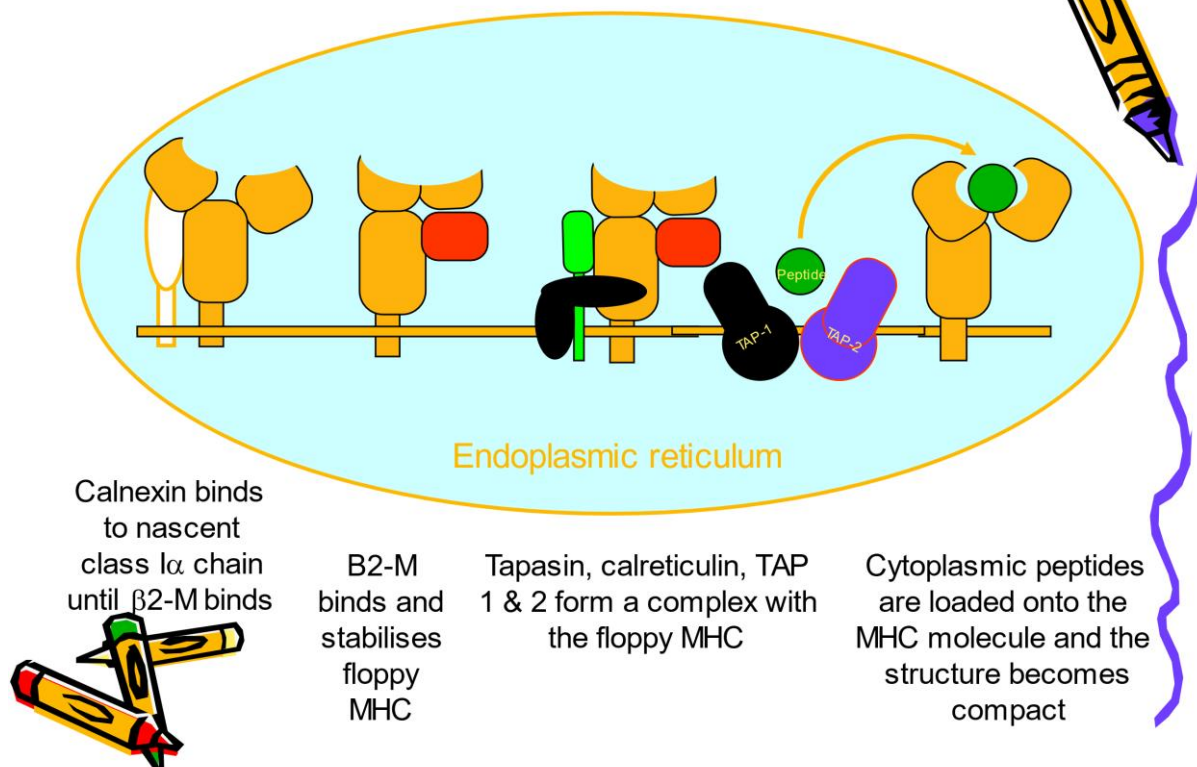 Peptide
TAP-1
TAP-2
Endoplasmic reticulum
Calnexin binds
to nascent
class Iα chain
until β2-M binds
B2-M
binds and
stabilises
floppy
MHC
Tapasin, calreticulin, TAP
1 & 2 form a complex with
the floppy MHC
Cytoplasmic peptides
are loaded onto the
MHC molecule and the
structure becomes
compact